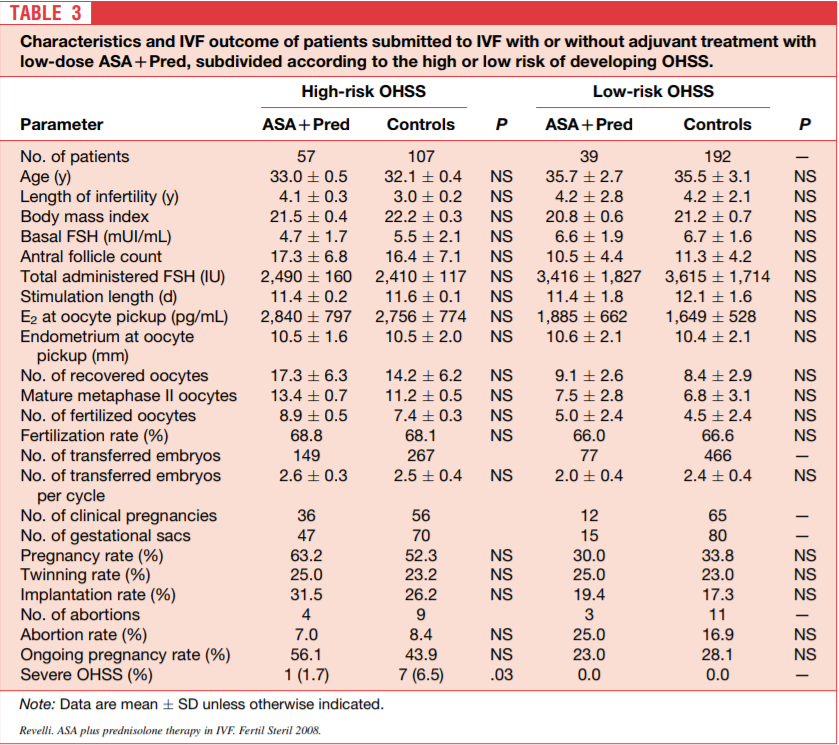 TABLE 3
Characteristics and IVF outcome of patients submitted to IVF with or without adjuvant treatment with
low-dose ASA+Pred, subdivided according to the high or low risk of developing OHSS.
High-risk OHSS Low-risk OHSS
Parameter ASA+Pred Controls P ASA+Pred Controls P
No. of patients 57 107 39 192 —
Age (y) 33.0 ± 0.5 32.1 ± 0.4 NS 35.7 ± 2.7 35.5 ± 3.1 NS
Length of infertility (y) 4.1 ± 0.3 3.0 ± 0.2 NS 4.2 ± 2.8 4.2 ± 2.1 NS
Body mass index 21.5 ± 0.4 22.2 ± 0.3 NS 20.8 ± 0.6 21.2 ± 0.7 NS
Basal FSH (mUI/mL) 4.7 ± 1.7 5.5 ± 2.1 NS 6.6 ± 1.9 6.7 ± 1.6 NS
Antral follicle count 17.3 ± 6.8 16.4 ± 7.1 NS 10.5 ± 4.4 11.3 ± 4.2 NS
Total administered FSH (IU) 2,490 ± 160 2,410 ± 117 NS 3,416 ± 1,827 3,615 ± 1,714 NS
Stimulation length (d) 11.4 ± 0.2 11.6 ± 0.1 NS 11.4 ± 1.8 12.1 ± 1.6 NS
E2 at oocyte pickup (pg/mL) 2,840 ± 797 2,756 ± 774 NS 1,885 ± 662 1,649 ± 528 NS
Endometrium at oocyte 10.5 ± 1.6 10.5 ± 2.0 NS 10.6 ± 2.1 10.4 ± 2.1 NS
pickup (mm)
No. of recovered oocytes 17.3 ± 6.3 14.2 ± 6.2 NS 9.1 ± 2.6 8.4 ± 2.9 NS
Mature metaphase II oocytes 13.4 ± 0.7 11.2 ± 0.5 NS 7.5 ± 2.8 6.8 ± 3.1 NS
No. of fertilized oocytes 8.9 ± 0.5 7.4 ± 0.3 NS 5.0 ± 2.4 4.5 ± 2.4 NS
Fertilization rate (%) 68.8 68.1 NS 66.0 66.6 NS
No. of transferred embryos 149 267 77 466 —
No. of transferred embryos 2.6 ± 0.3 2.5 ± 0.4 NS 2.0 ± 0.4 2.4 ± 0.4 NS
per cycle
No. of clinical pregnancies 36 56 12 65 —
No. of gestational sacs 47 70 15 80 —
Pregnancy rate (%) 63.2 52.3 NS 30.0 33.8 NS
Twinning rate (%) 25.0 23.2 NS 25.0 23.0 NS
Implantation rate (%) 31.5 26.2 NS 19.4 17.3 NS
No. of abortions 4 9 3 11 —
Abortion rate (%) 7.0 8.4 NS 25.0 16.9 NS
Ongoing pregnancy rate (%) 56.1 43.9 NS 23.0 28.1 NS
Severe OHSS (%) 1 (1.7) 7 (6.5) .03 0.0 0.0 —
Note: Data are mean ± SD unless otherwise indicated.
Revelli. ASA plus prednisolone therapy in IVF. Fertil Steril 2008.